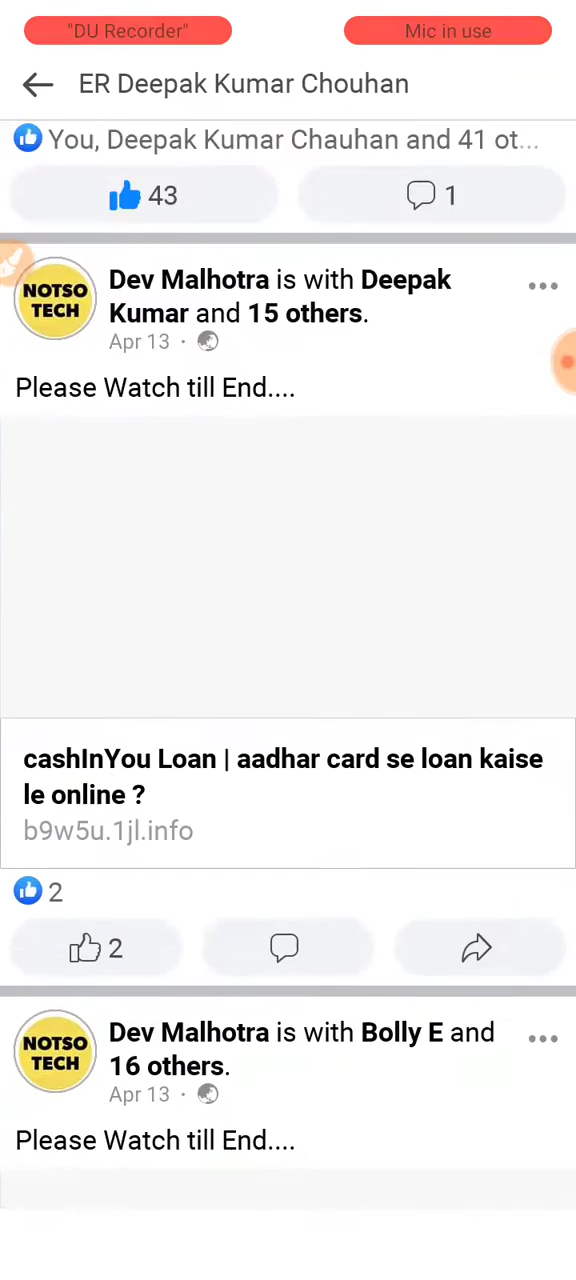 "DU Recorder"
Mic in use
ER Deepak Kumar Chouhan
You, Deepak Kumar Chauhan and 41 ot...
43
1
NOTSO
TECH
Dev Malhotra is with Deepak
Kumar and 15 others.
Apr 13 ·
Please Watch till End....
cashInYou Loan | aadhar card se loan kaise
le online ?
b9w5u.1jl.info
2
2
NOTSO
TECH
Dev Malhotra is with Bolly E and
16 others.
Apr 13 ·
Please Watch till End....